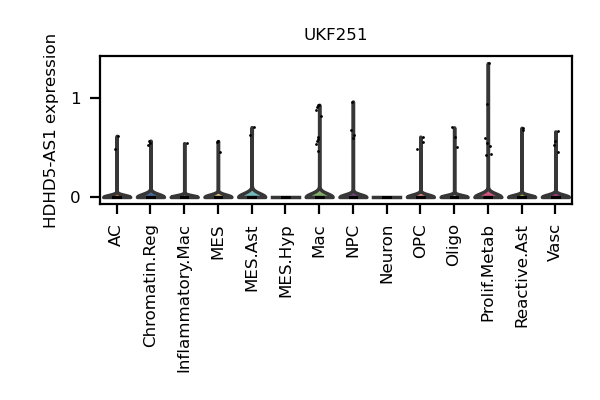 UKF251
HDHD5-AS1 expression
1
0
AC
Chromatin.Reg
Inflammatory.Mac
MES
MES.Ast
MES.Hyp
Mac
NPC
Neuron
OPC
Oligo
Prolif.Metab
Reactive.Ast
Vasc